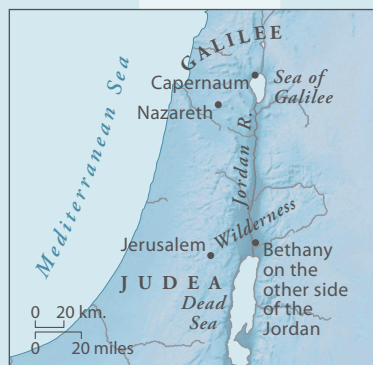 GALILEE
Capernaum
Sea of
Galilee
Nazareth
Mediterranean Sea
Jordan R.
Wilderness
Jerusalem
Bethany
on the
other side
of the
Jordan
JUDEA
Dead
Sea
0 20 km.
0 20 miles